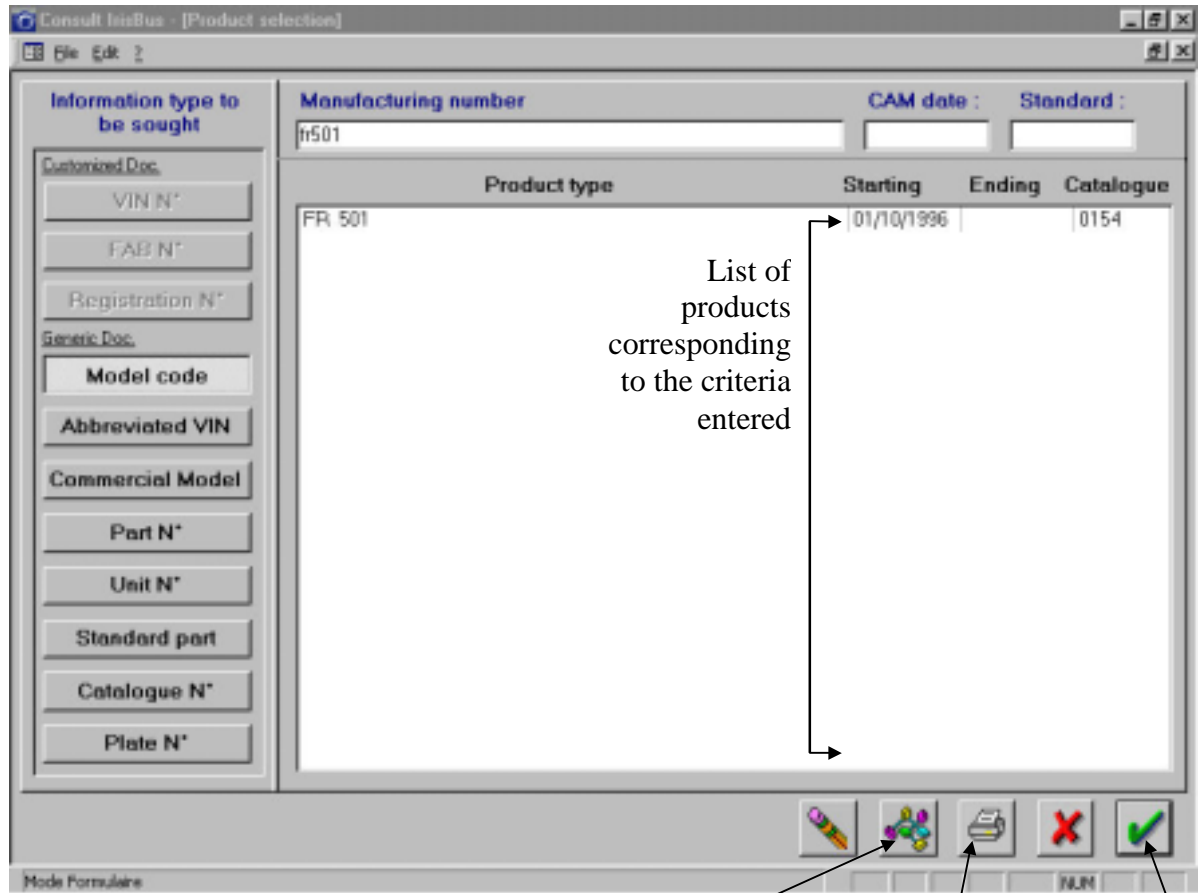 Consult IrisBus - [Product selection]
File Edit ?
Information type to
be sought
Customized Doc.
VIN N°
FAB N°
Registration N°
Generic Doc.
Model code
Abbreviated VIN
Commercial Model
Part N°
Unit N°
Standard part
Catalogue N°
Plate N°
Manufacturing number CAM date : Standard :
fr501
Product type Starting Ending Catalogue
FR 501 01/10/1996 0154
List of
products
corresponding
to the criteria
entered
Mode Formulaire NUM